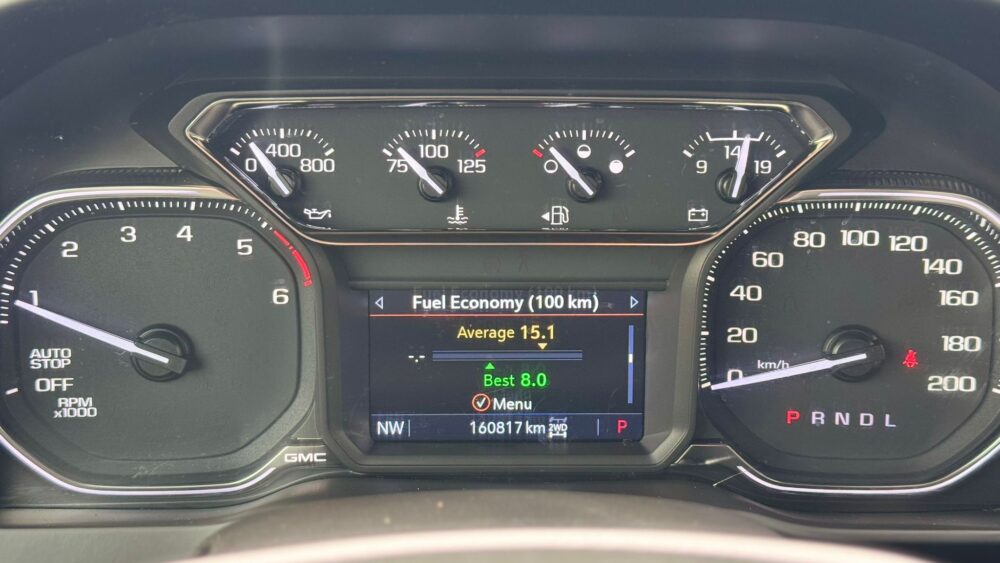 0 400 800
75 100 125
9 14 19
1 2 3 4 5 6
AUTO
STOP
OFF
RPM
x1000
GMC
Fuel Economy (100 km)
Average 15.1
-.-
Best 8.0
Menu
NW 160817 km 2WD P
0 20 40 60 80 100 120 140 160 180 200
km/h
P R N D L